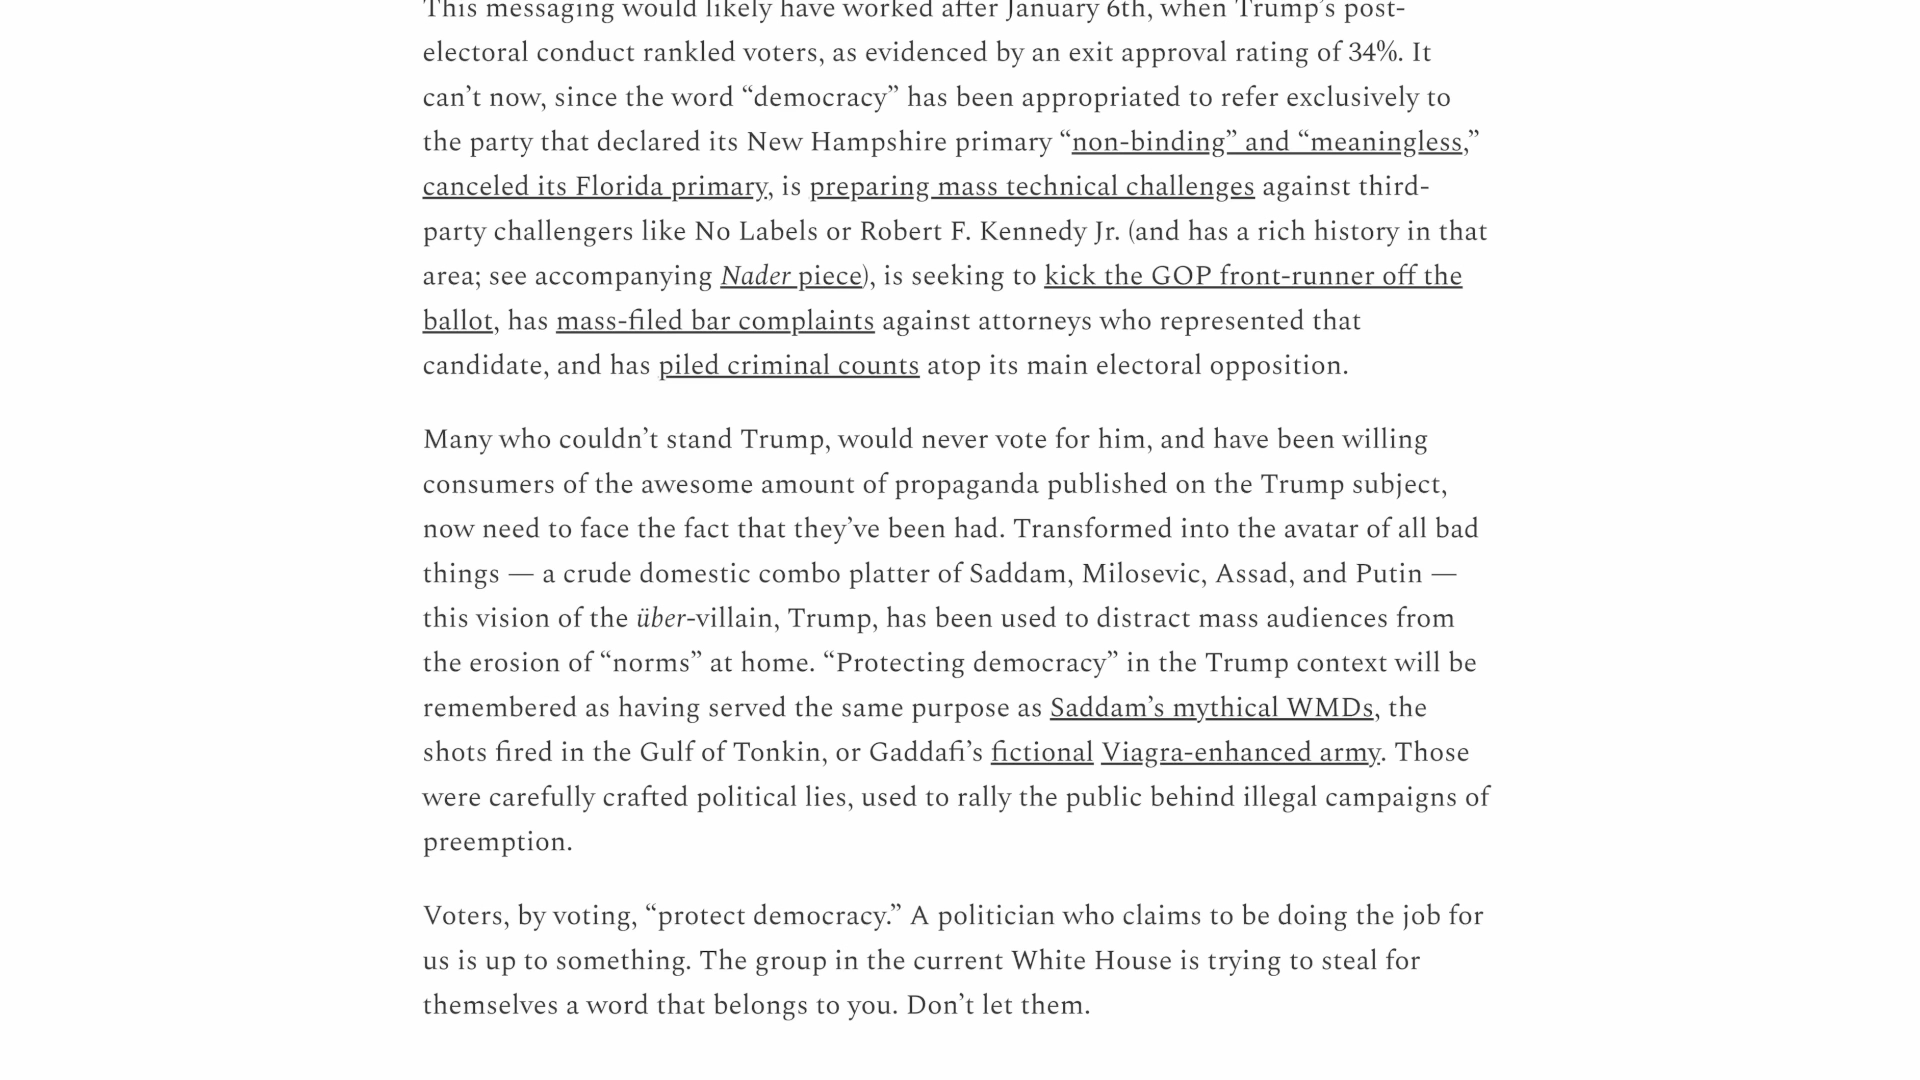 This messaging would likely have worked after January 6th, when Trump’s post-
electoral conduct rankled voters, as evidenced by an exit approval rating of 34%. It
can’t now, since the word “democracy” has been appropriated to refer exclusively to
the party that declared its New Hampshire primary “non-binding” and “meaningless,”
canceled its Florida primary, is preparing mass technical challenges against third-
party challengers like No Labels or Robert F. Kennedy Jr. (and has a rich history in that
area; see accompanying Nader piece), is seeking to kick the GOP front-runner off the
ballot, has mass-filed bar complaints against attorneys who represented that
candidate, and has piled criminal counts atop its main electoral opposition.
Many who couldn’t stand Trump, would never vote for him, and have been willing
consumers of the awesome amount of propaganda published on the Trump subject,
now need to face the fact that they’ve been had. Transformed into the avatar of all bad
things — a crude domestic combo platter of Saddam, Milosevic, Assad, and Putin —
this vision of the über-villain, Trump, has been used to distract mass audiences from
the erosion of “norms” at home. “Protecting democracy” in the Trump context will be
remembered as having served the same purpose as Saddam’s mythical WMDs, the
shots fired in the Gulf of Tonkin, or Gaddafi’s fictional Viagra-enhanced army. Those
were carefully crafted political lies, used to rally the public behind illegal campaigns of
preemption.
Voters, by voting, “protect democracy.” A politician who claims to be doing the job for
us is up to something. The group in the current White House is trying to steal for
themselves a word that belongs to you. Don’t let them.